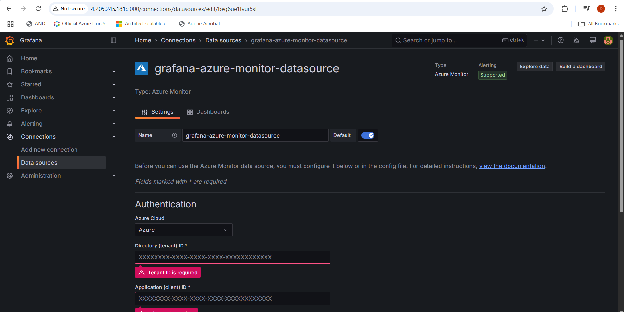 Not secure
Grafana
Home > Connections > Data sources > grafana-azure-monitor-datasource
Search or jump to...
Home
Bookmarks
Starred
Dashboards
Explore
Alerting
Connections
Add new connection
Data sources
Administration
grafana-azure-monitor-datasource
Type: Azure Monitor
Type
Azure Monitor
Alerting
Supported
Explore data
Build a dashboard
Settings
Dashboards
Name
grafana-azure-monitor-datasource
Default
Before you can use the Azure Monitor data source, you must configure it below or in the config file. For detailed instructions, view the documentation.
Fields marked with * are required
Authentication
Azure Cloud
Azure
Directory (tenant) ID *
XXXXXXXX-XXXX-XXXX-XXXX-XXXXXXXXXXXX
Tenant ID is required
Application (client) ID *
XXXXXXXX-XXXX-XXXX-XXXX-XXXXXXXXXXXX